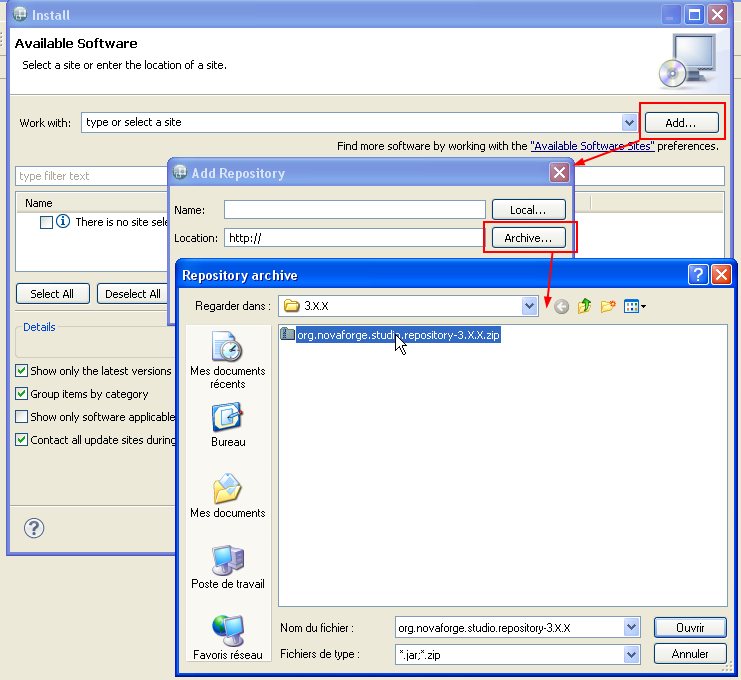 Install
Available Software
Select a site or enter the location of a site.
Work with: type or select a site Add...
Find more software by working with the "Available Software Sites" preferences.
type filter text
Add Repository
Name
Name: Local...
There is no site sele
Location: http:// Archive...
Repository archive
Select All Deselect All
Regarder dans : 3.X.X
Details
org.novaforge.studio.repository-3.X.X.zip
Mes documents
récents
Show only the latest versions
Group items by category
Show only software applicable
Contact all update sites during
Bureau
Mes documents
Poste de travail
Favoris réseau
Nom du fichier : org.novaforge.studio.repository-3.X.X Ouvrir
Fichiers de type : *.jar;*.zip Annuler